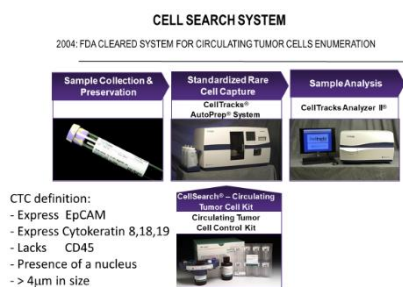 CELL SEARCH SYSTEM
2004: FDA CLEARED SYSTEM FOR CIRCULATING TUMOR CELLS ENUMERATION
Sample Collection &
Preservation
Standardized Rare
Cell Capture
CellTracks®
AutoPrep® System
Sample Analysis
CellTracks Analyzer II®
CTC definition:
- Express EpCAM
- Express Cytokeratin 8,18,19
- Lacks CD45
- Presence of a nucleus
- > 4µm in size
CellSearch® – Circulating
Tumor Cell Kit
Circulating Tumor
Cell Control Kit